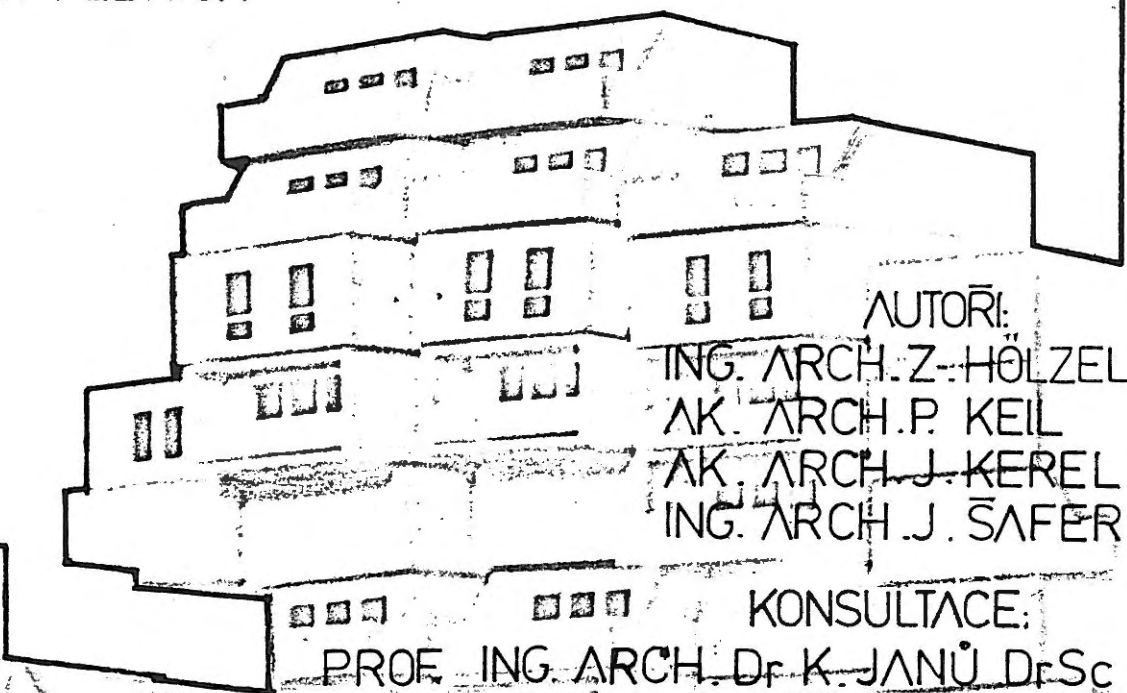 AUTOŘI:
ING. ARCH. Z. HÖLZEL
AK. ARCH. P. KEIL
AK. ARCH. J. KEREL
ING. ARCH. J. ŠAFER
KONSULTACE:
PROF. ING. ARCH. Dr K. JANŮ DrSc